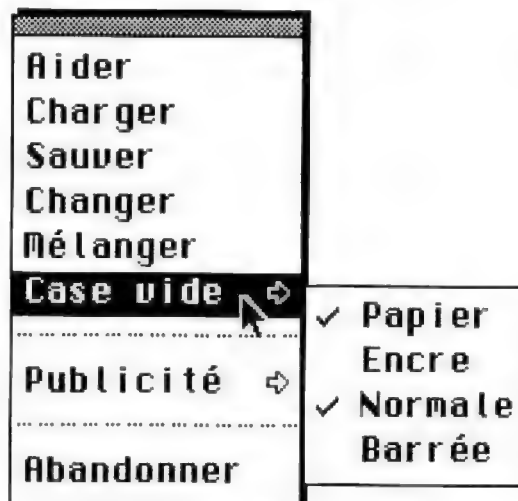 Aider
Charger
Sauver
Changer
Mélanger
Case vide
Papier
Encre
Normale
Barrée
Publicité
Abandonner